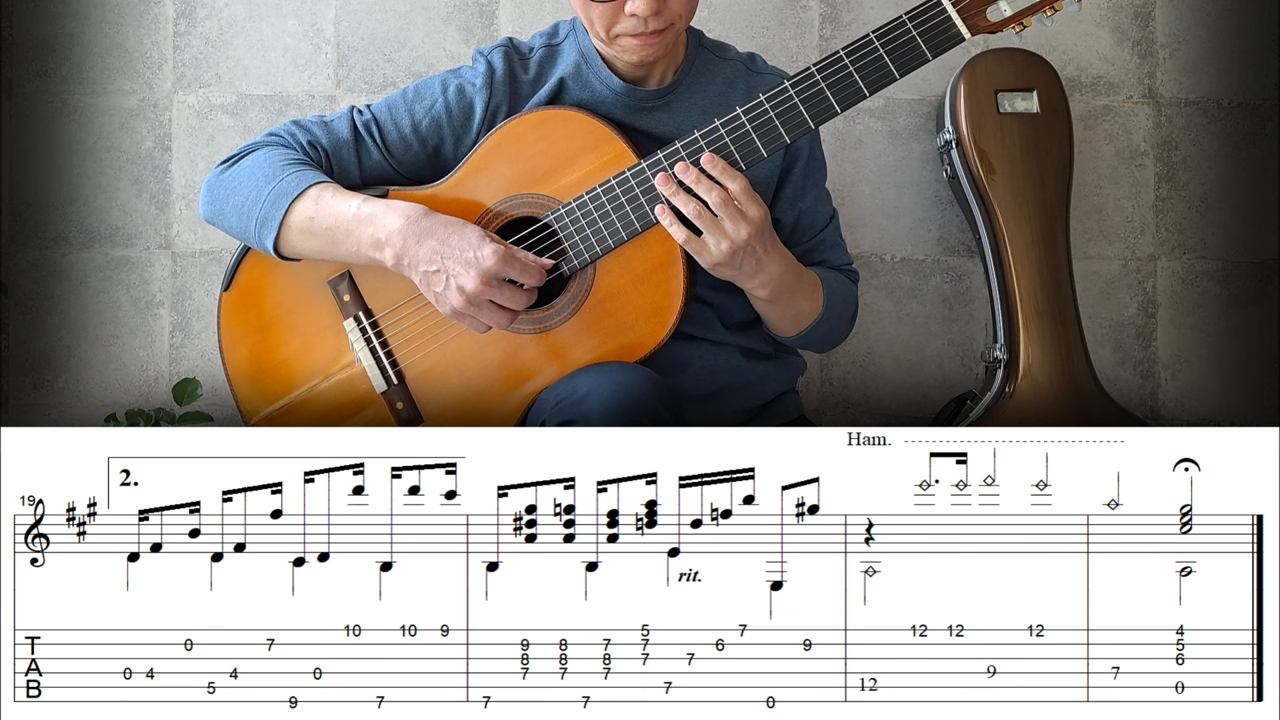 Ham.
2.
19
rit.
T
A
B
10 10 9 5 7 12 12 12 4
0 7 9 8 7 7 6 9 5
8 8 8 7 7 6
0 4 4 0 7 7 7 9 7
5 7 12 0
9 7 7 7 0